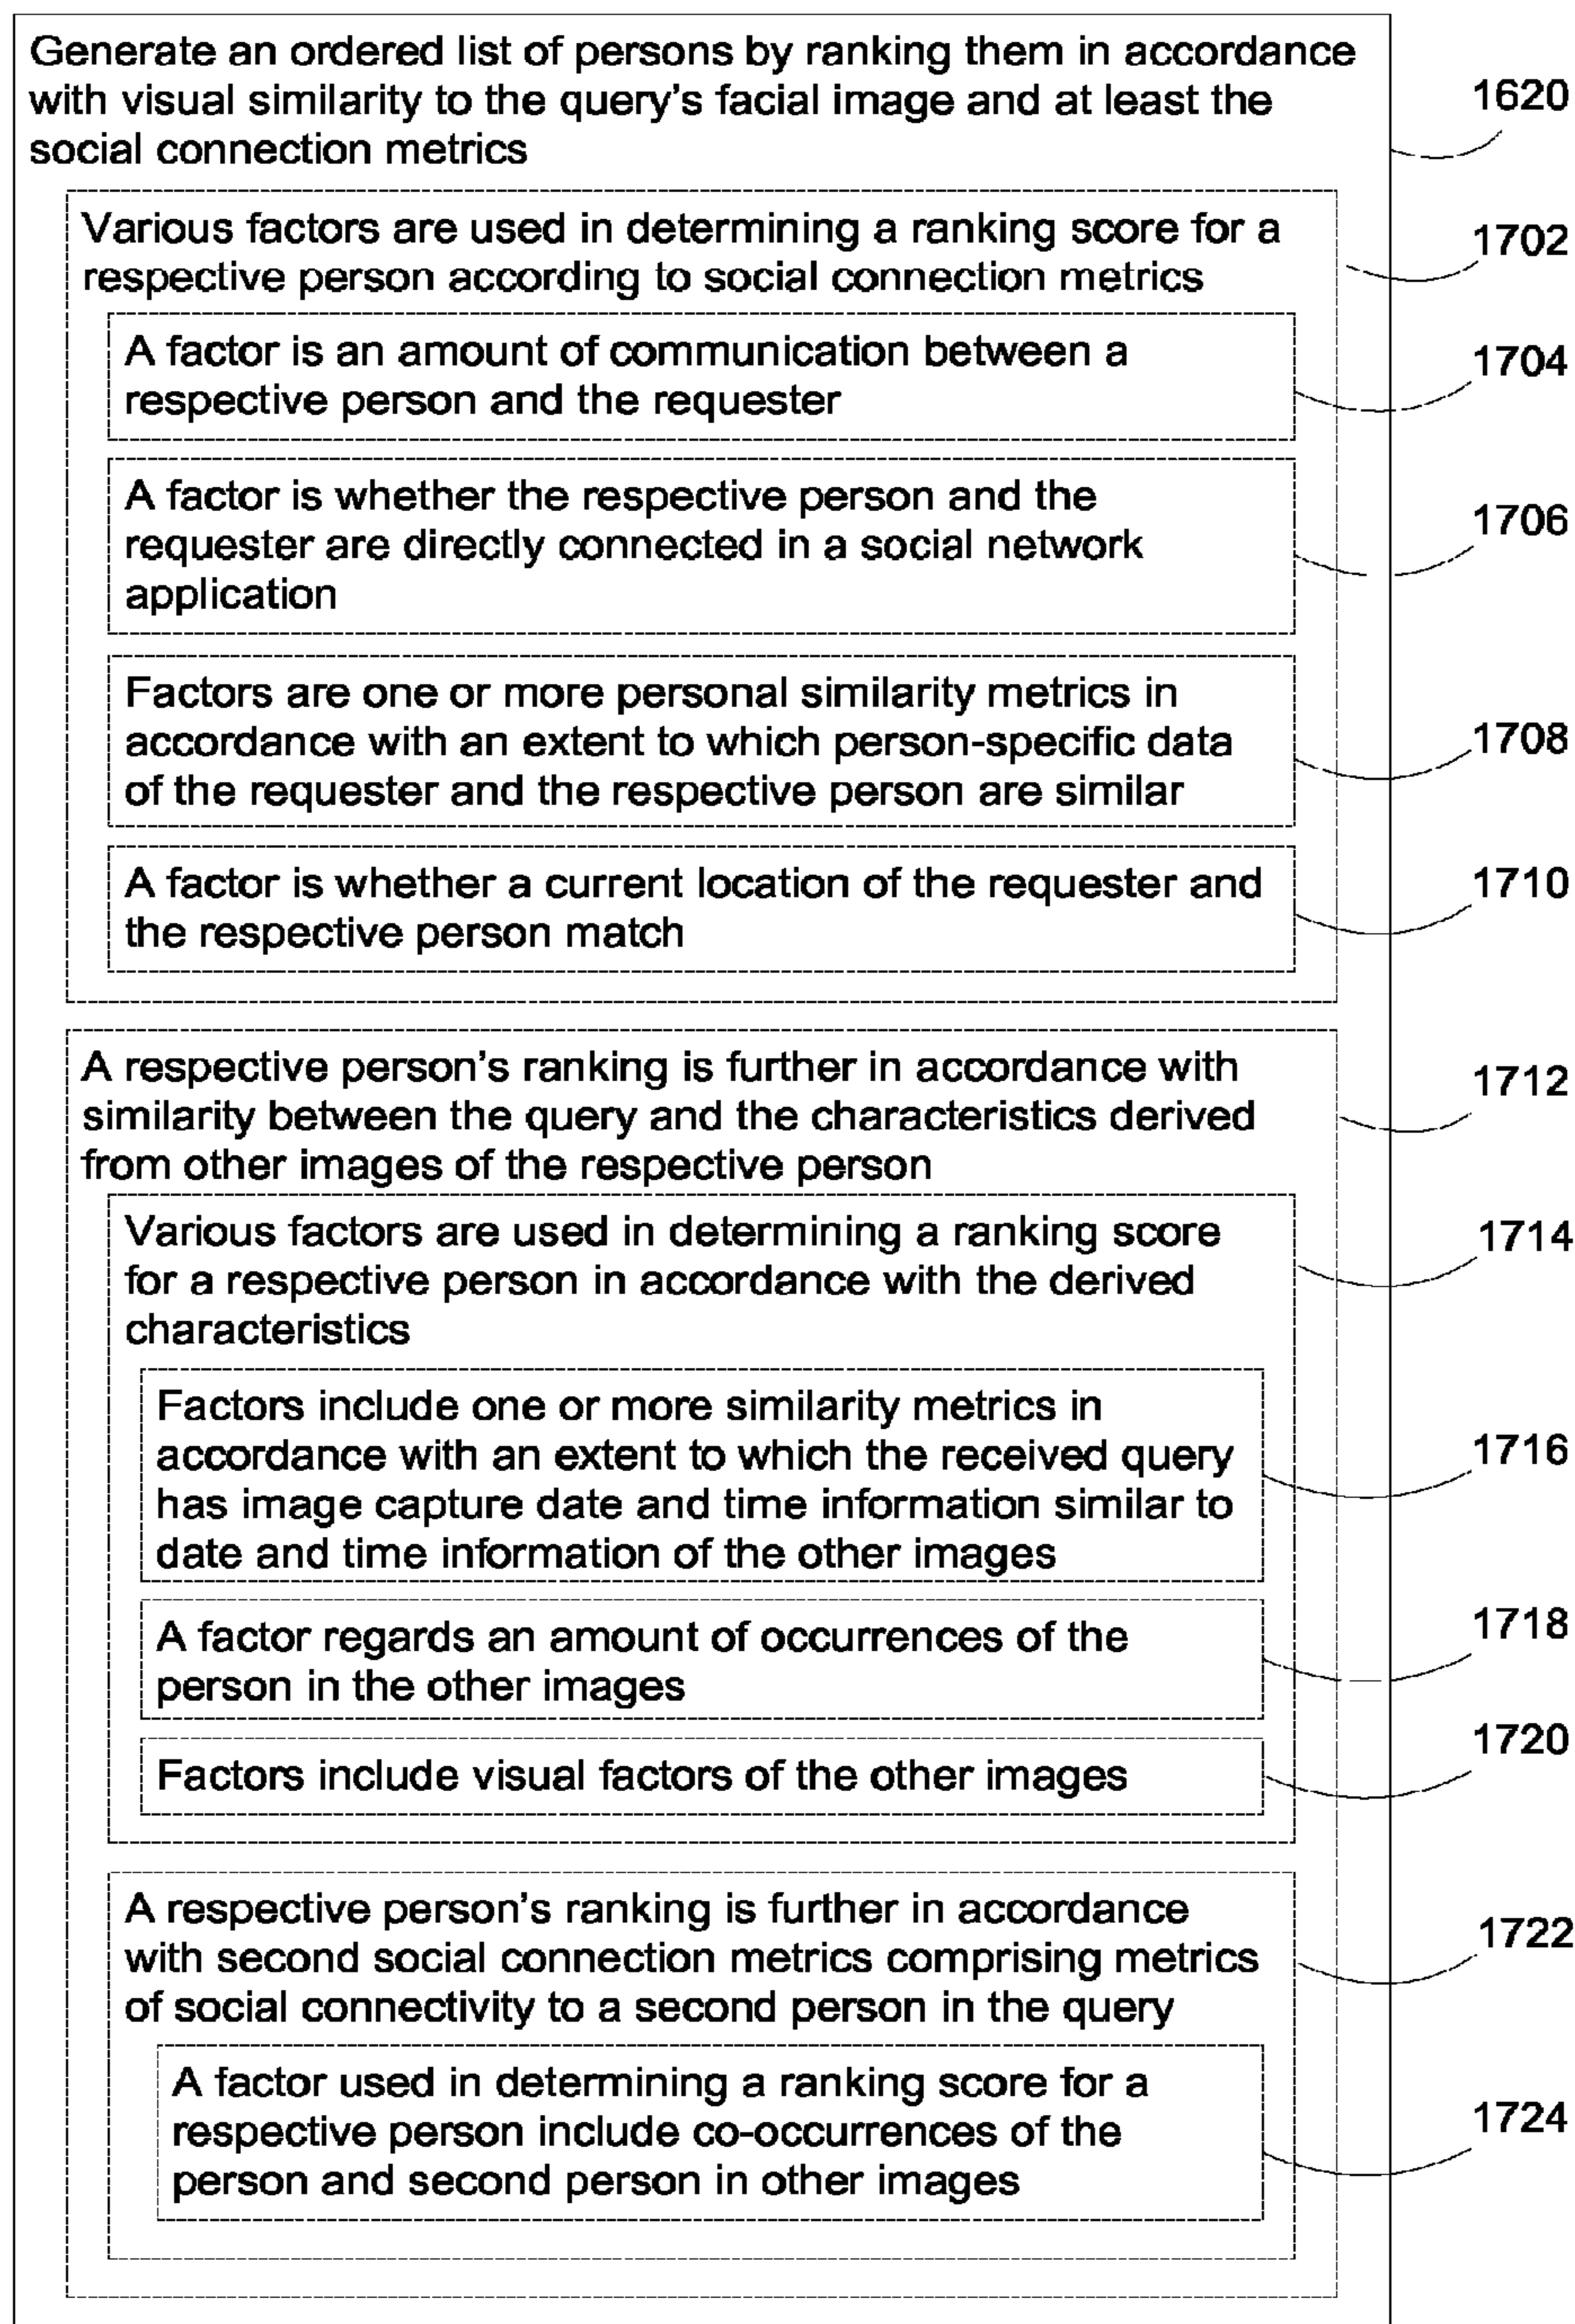 Generate an ordered list of persons by ranking them in accordance
with visual similarity to the query's facial image and at least the
social connection metrics
1620
Various factors are used in determining a ranking score for a
respective person according to social connection metrics
1702
A factor is an amount of communication between a
respective person and the requester
1704
A factor is whether the respective person and the
requester are directly connected in a social network
application
1706
Factors are one or more personal similarity metrics in
accordance with an extent to which person-specific data
of the requester and the respective person are similar
1708
A factor is whether a current location of the requester and
the respective person match
1710
A respective person's ranking is further in accordance with
similarity between the query and the characteristics derived
from other images of the respective person
1712
Various factors are used in determining a ranking score
for a respective person in accordance with the derived
characteristics
1714
Factors include one or more similarity metrics in
accordance with an extent to which the received query
has image capture date and time information similar to
date and time information of the other images
1716
A factor regards an amount of occurrences of the
person in the other images
1718
Factors include visual factors of the other images
1720
A respective person's ranking is further in accordance
with second social connection metrics comprising metrics
of social connectivity to a second person in the query
1722
A factor used in determining a ranking score for a
respective person include co-occurrences of the
person and second person in other images
1724